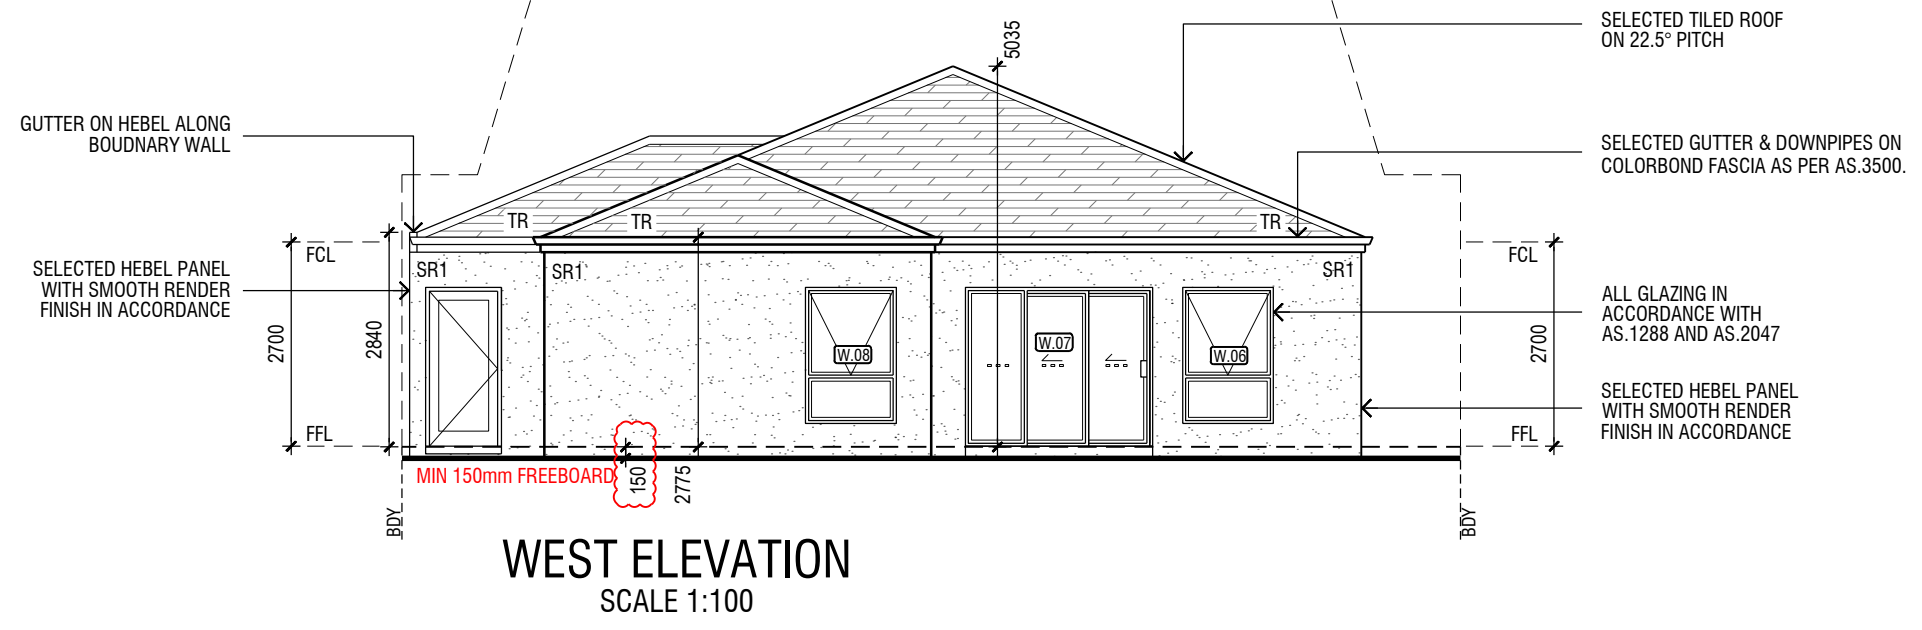 5035
SELECTED TILED ROOF
ON 22.5° PITCH
GUTTER ON HEBEL ALONG
BOUDNARY WALL
SELECTED GUTTER & DOWNPIPES ON
COLORBOND FASCIA AS PER AS.3500.
TR
TR
TR
FCL
FCL
SR1
SR1
SR1
SELECTED HEBEL PANEL
WITH SMOOTH RENDER
FINISH IN ACCORDANCE
ALL GLAZING IN
ACCORDANCE WITH
AS.1288 AND AS.2047
2700
2840
W.08
W.07
W.06
2700
SELECTED HEBEL PANEL
WITH SMOOTH RENDER
FINISH IN ACCORDANCE
FFL
FFL
MIN 150mm FREEBOARD
150
2775
BDY
BDY
WEST ELEVATION
SCALE 1:100